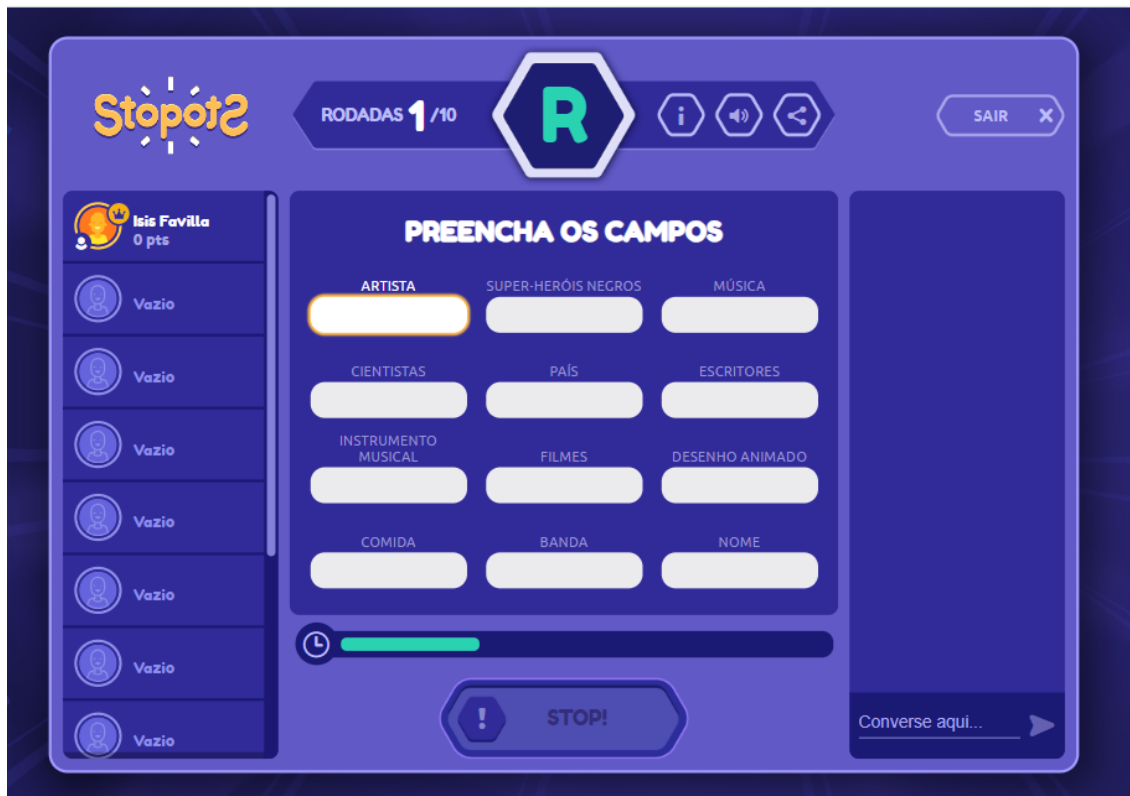 Stopots
RODADAS 1/10
R
i
SAIR X
Isis Favilla
0 pts
Vazio
Vazio
Vazio
Vazio
Vazio
Vazio
Vazio
PREENCHA OS CAMPOS
ARTISTA
SUPER-HERÓIS NEGROS
MÚSICA
CIENTISTAS
PAÍS
ESCRITORES
INSTRUMENTO
MUSICAL
FILMES
DESENHO ANIMADO
COMIDA
BANDA
NOME
! STOP!
Converse aqui...